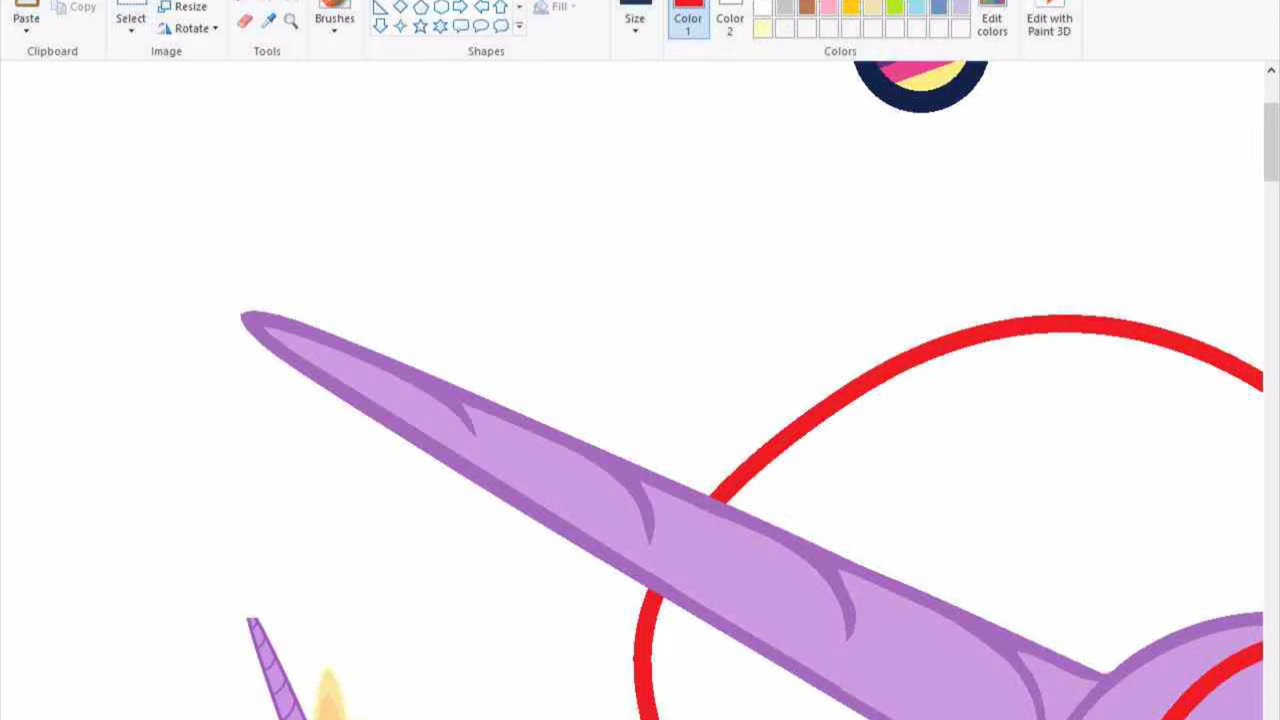 Paste
Copy
Clipboard
Select
Resize
Rotate
Image
Tools
Brushes
Shapes
Fill
Size
Color
1
Color
2
Colors
Edit
colors
Edit with
Paint 3D